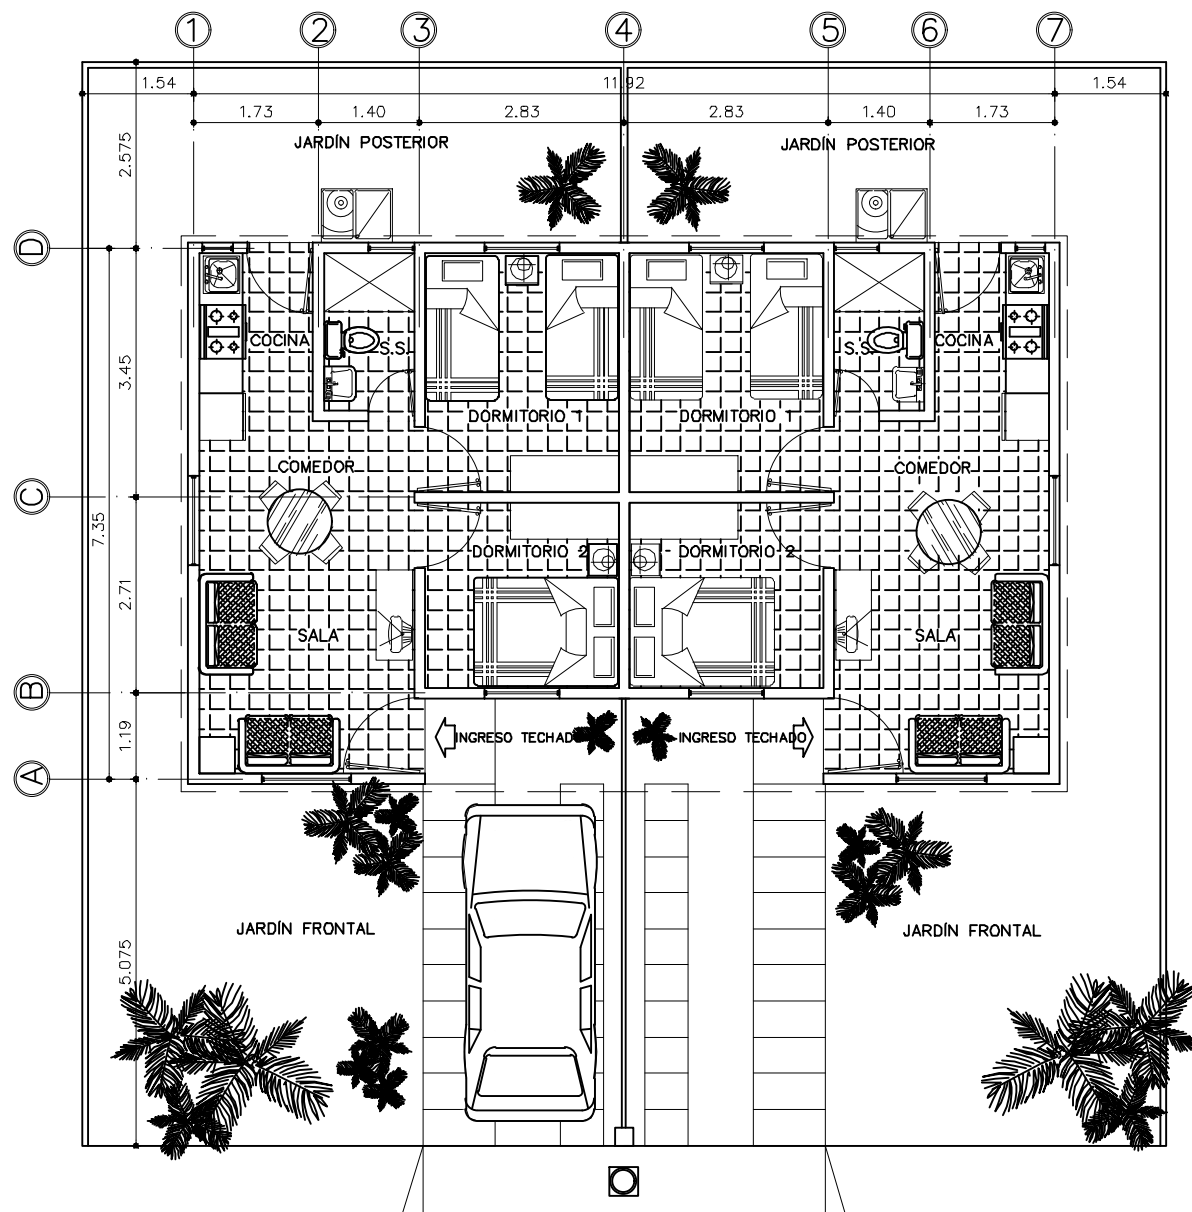 1 2 3 4 5 6 7
1.54 11.92 1.54
1.73 1.40 2.83 2.83 1.40 1.73
JARDÍN POSTERIOR JARDÍN POSTERIOR
2.575
D
COCINA S.S. S.S. COCINA
3.45
DORMITORIO 1 DORMITORIO 1
COMEDOR COMEDOR
C
7.35
DORMITORIO 2 DORMITORIO 2
2.71
SALA SALA
B
1.19
INGRESO TECHADO INGRESO TECHADO
A
JARDÍN FRONTAL JARDÍN FRONTAL
5.075